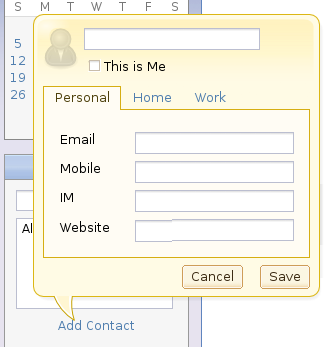 S M T W T F S
5
12
19
26
This is Me
Personal Home Work
Email
Mobile
IM
Website
Cancel Save
Al
Add Contact